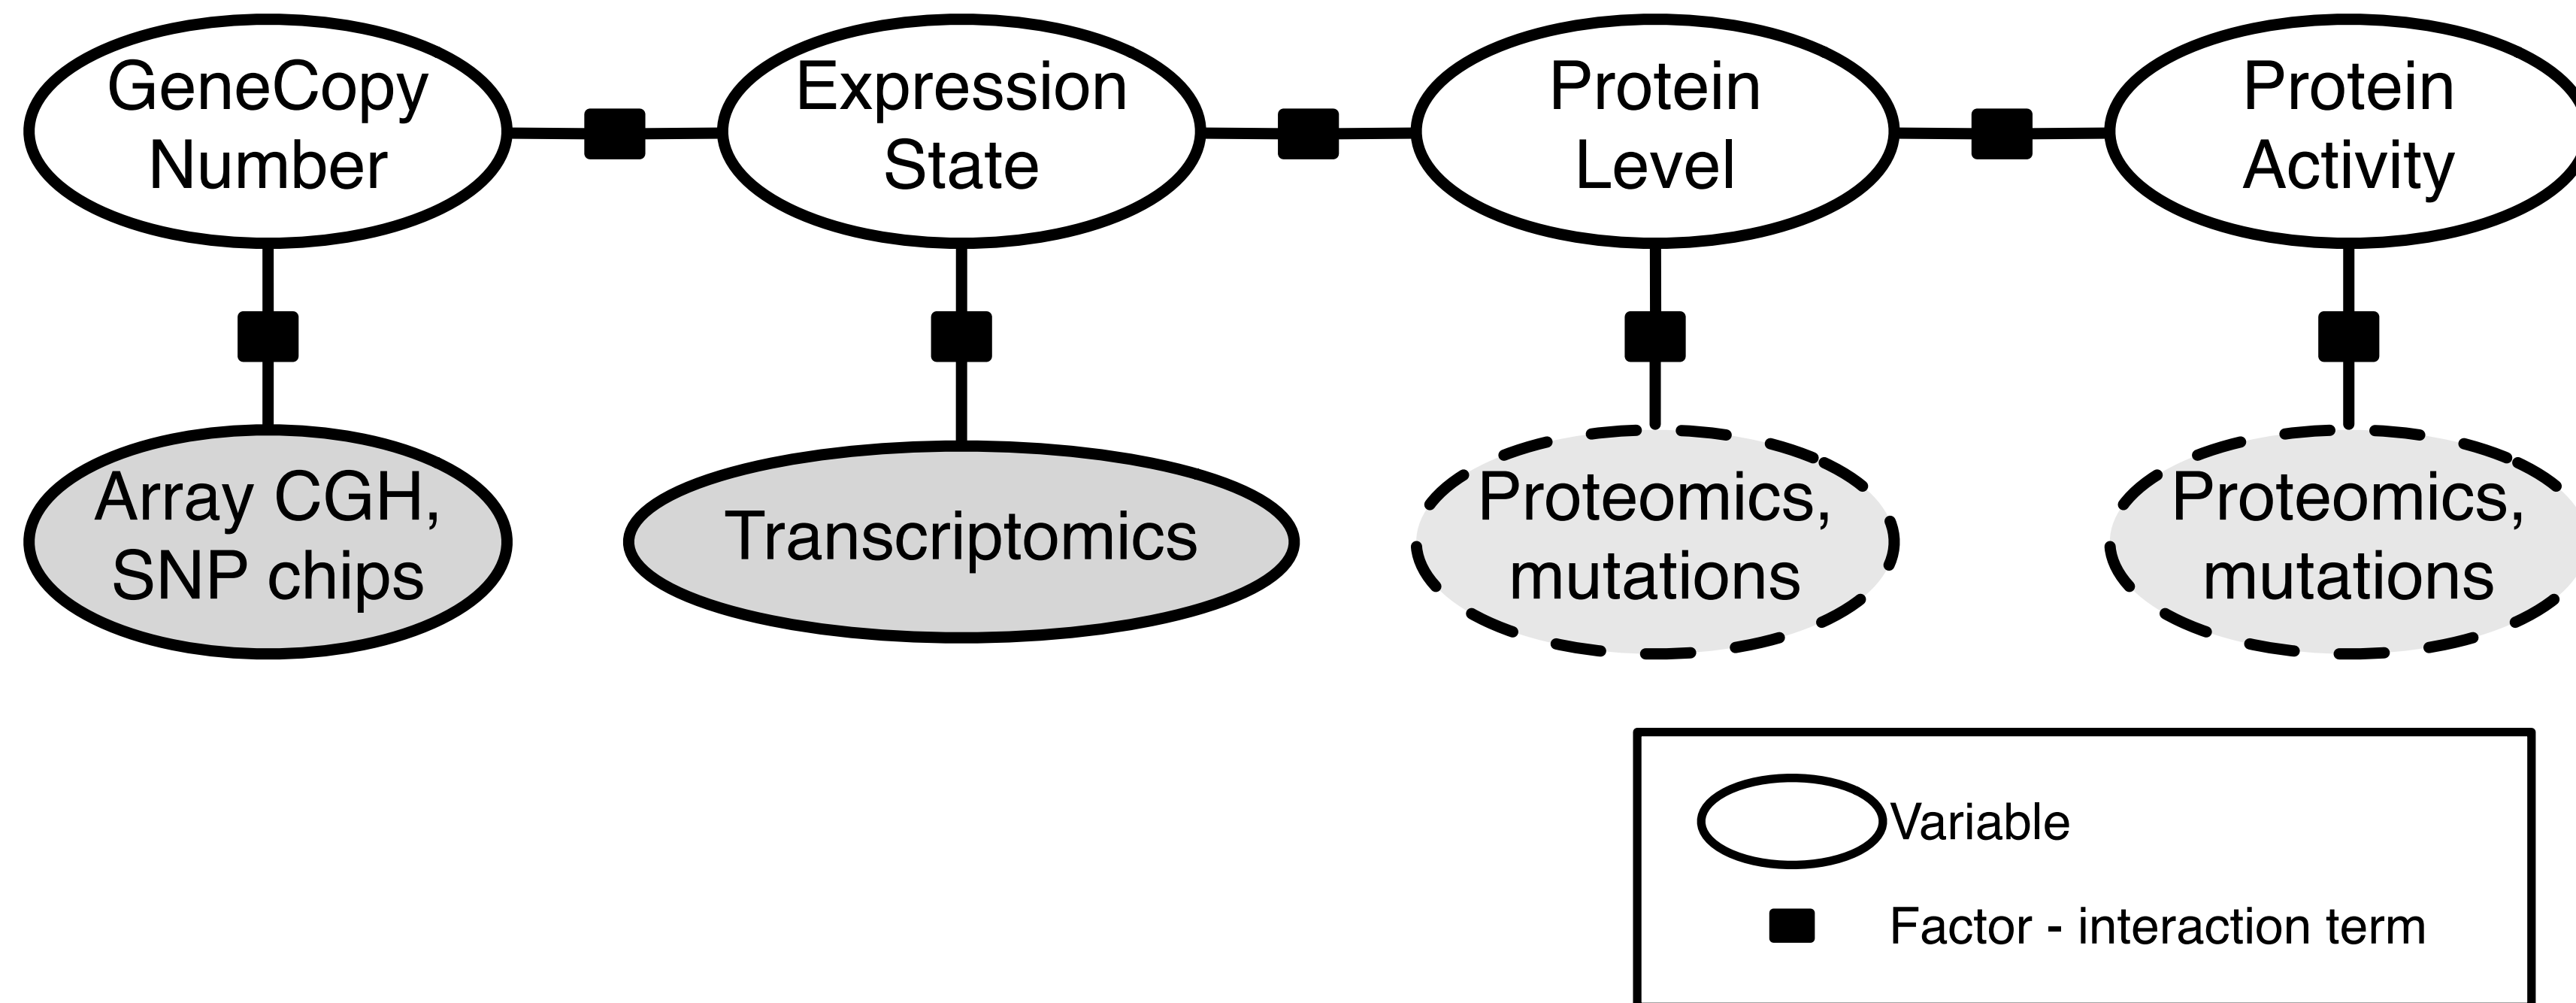 GeneCopy
Number
Expression
State
Protein
Level
Protein
Activity
Array CGH,
SNP chips
Transcriptomics
Proteomics,
mutations
Proteomics,
mutations
Variable
Factor - interaction term